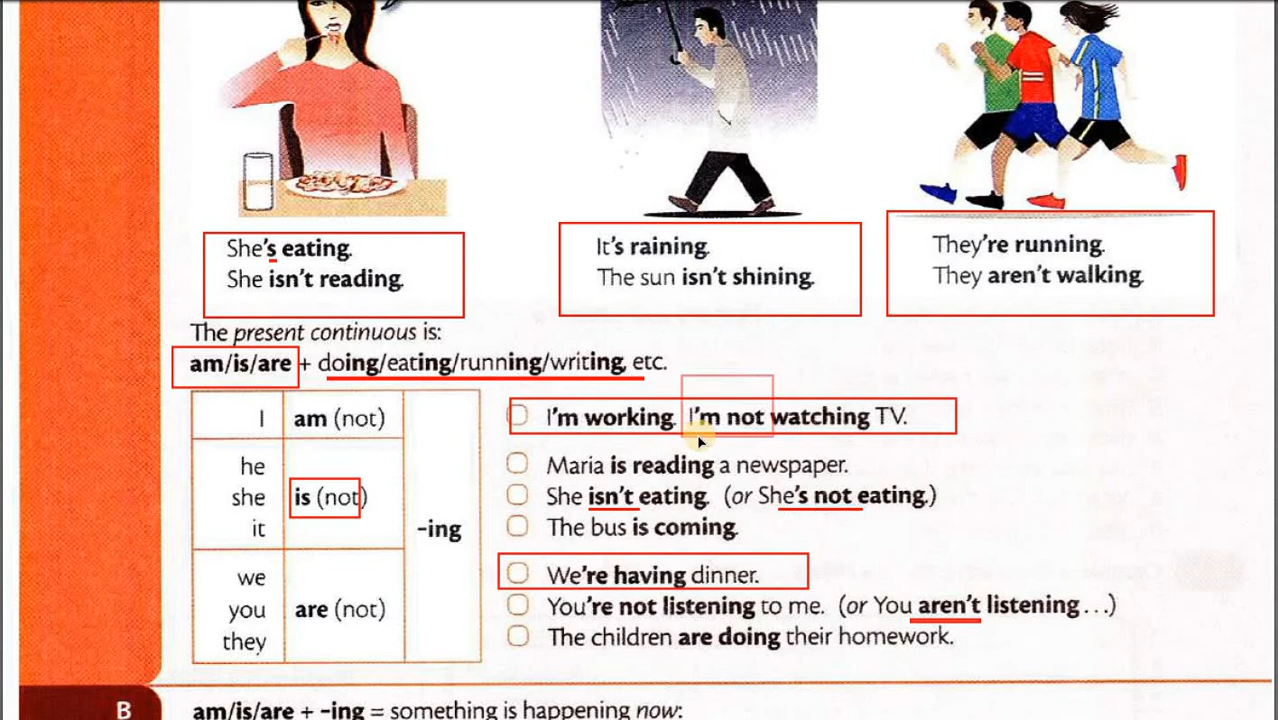 She's eating.
She isn't reading.
It's raining.
The sun isn't shining.
They're running.
They aren't walking.
The present continuous is:
am/is/are + doing/eating/running/writing, etc.
I am (not)
he
she is (not)
it
we
you are (not)
they
-ing
I'm working. I'm not watching TV.
Maria is reading a newspaper.
She isn't eating. (or She's not eating.)
The bus is coming.
We're having dinner.
You're not listening to me. (or You aren't listening...)
The children are doing their homework.
B am/is/are + -ing = something is happening now: